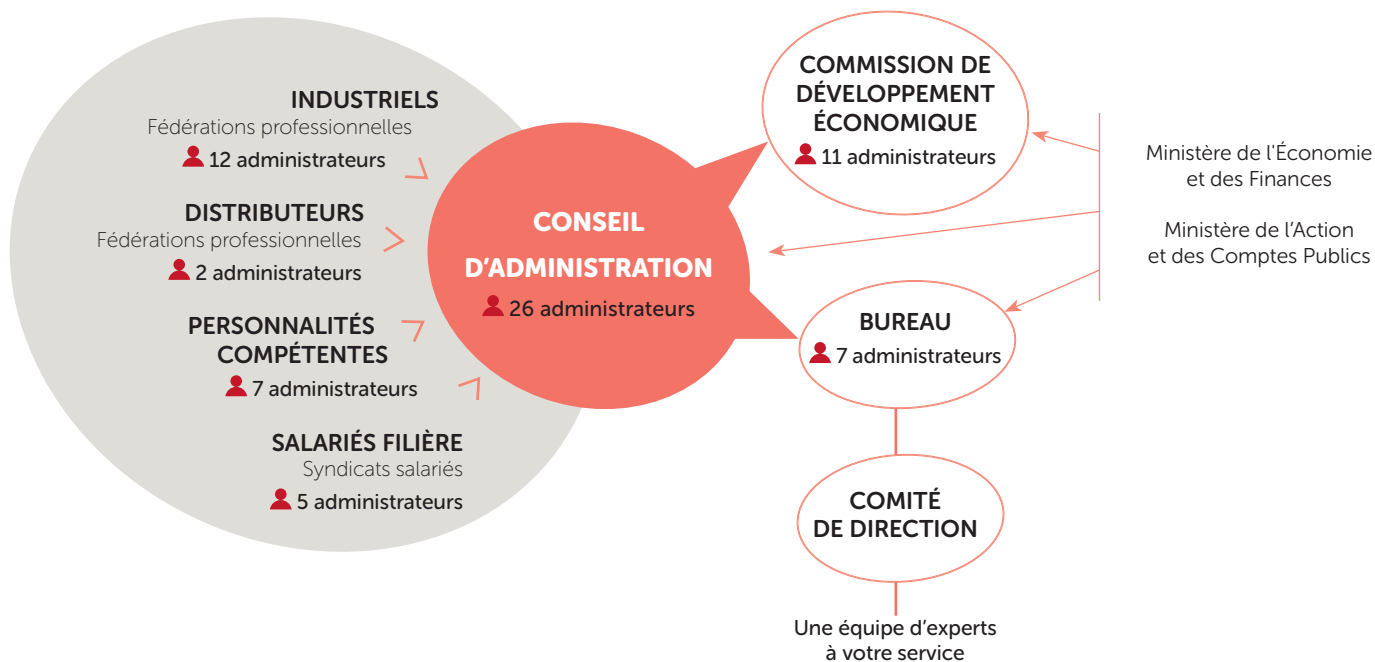 INDUSTRIELS
Fédérations professionnelles
12 administrateurs
DISTRIBUTEURS
Fédérations professionnelles
2 administrateurs
PERSONNALITÉS
COMPÉTENTES
7 administrateurs
SALARIÉS FILIÈRE
Syndicats salariés
5 administrateurs
CONSEIL
D'ADMINISTRATION
26 administrateurs
COMMISSION DE
DÉVELOPPEMENT
ÉCONOMIQUE
11 administrateurs
BUREAU
7 administrateurs
COMITÉ
DE DIRECTION
Une équipe d'experts
à votre service
Ministère de l'Économie
et des Finances
Ministère de l'Action
et des Comptes Publics